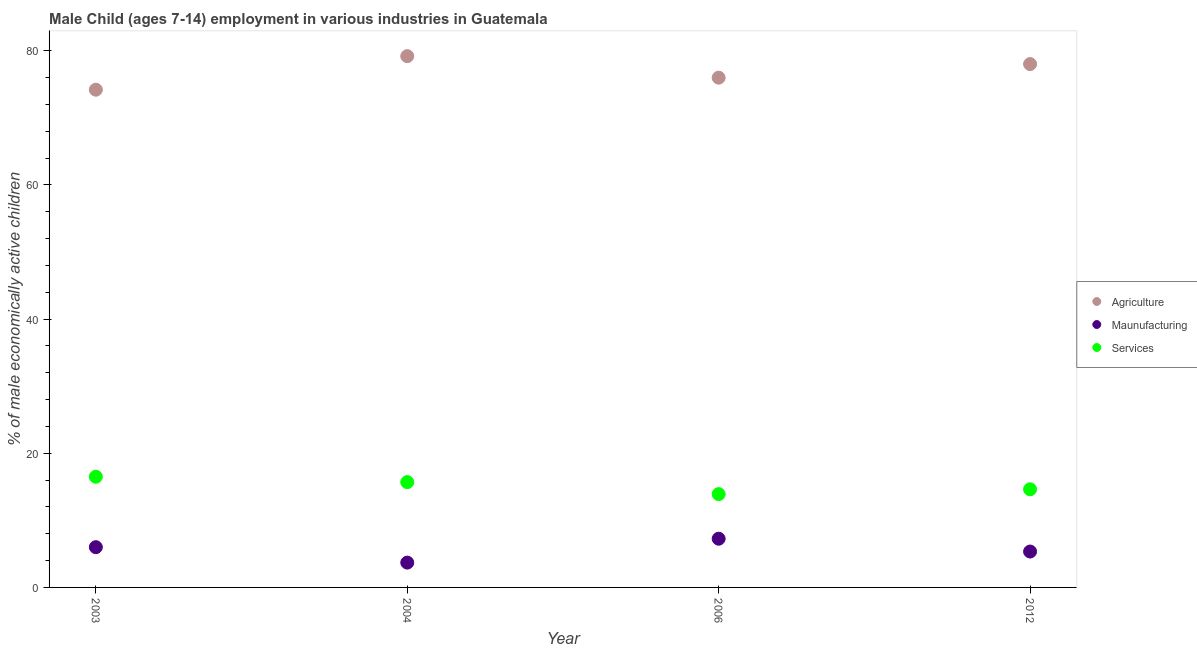 Male Child (ages 7-14) employment in various industries in Guatemala
% of male economically active children
80
60
40
20
0
2003
2004
2006
2012
Year
Agriculture
Maunufacturing
Services